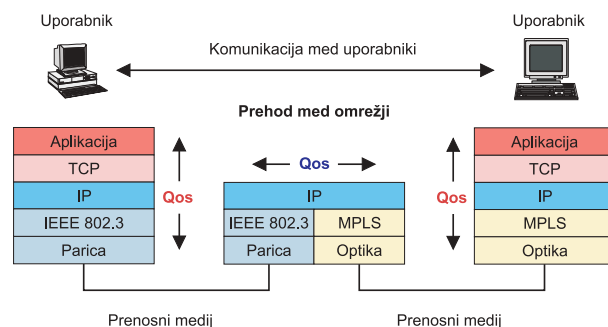 Uporabnik
Uporabnik
Komunikacija med uporabniki
Prehod med omrežji
Aplikacija
TCP
IP
IEEE 802.3
Parica
Qos
Qos
IP
IEEE 802.3 MPLS
Parica Optika
Qos
Aplikacija
TCP
IP
MPLS
Optika
Prenosni medij
Prenosni medij